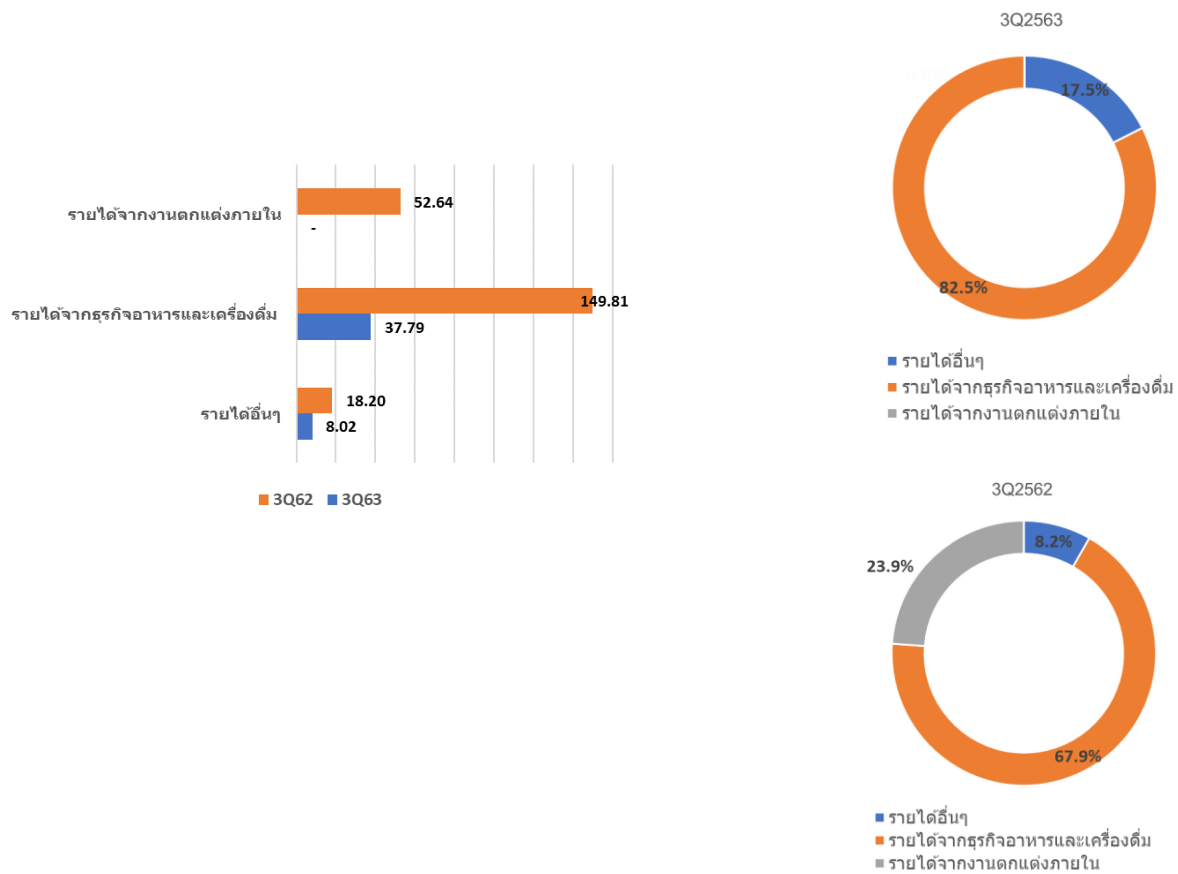 รายได้จากงานตกแต่งภายใน
52.64
-
รายได้จากธุรกิจอาหารและเครื่องดื่ม
149.81
37.79
รายได้อื่นๆ
18.20
8.02
3Q62
3Q63
3Q2563
17.5%
82.5%
รายได้อื่นๆ
รายได้จากธุรกิจอาหารและเครื่องดื่ม
รายได้จากงานตกแต่งภายใน
3Q2562
8.2%
23.9%
67.9%
รายได้อื่นๆ
รายได้จากธุรกิจอาหารและเครื่องดื่ม
รายได้จากงานตกแต่งภายใน